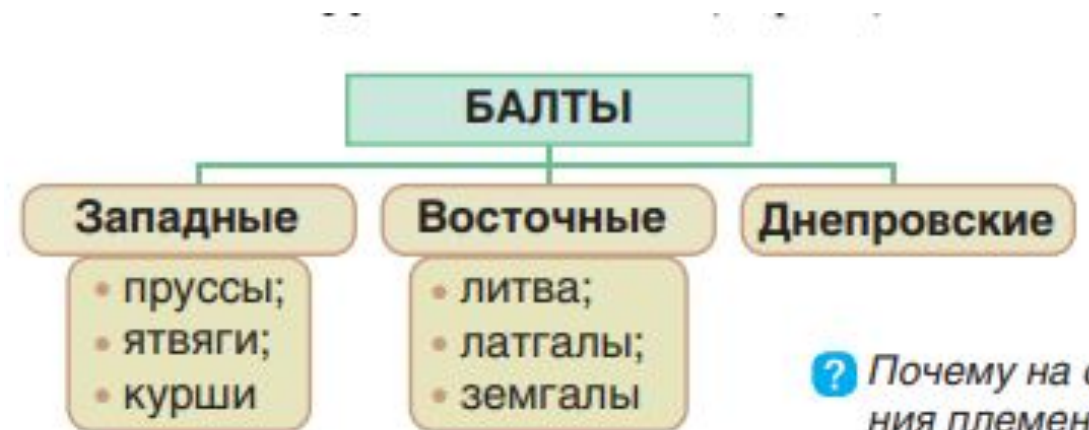 БАЛТЫ
Западные
Восточные
Днепровские
• пруссы;
• ятвяги;
• курши
• литва;
• латгалы;
• земгалы
? Почему на
ния племен